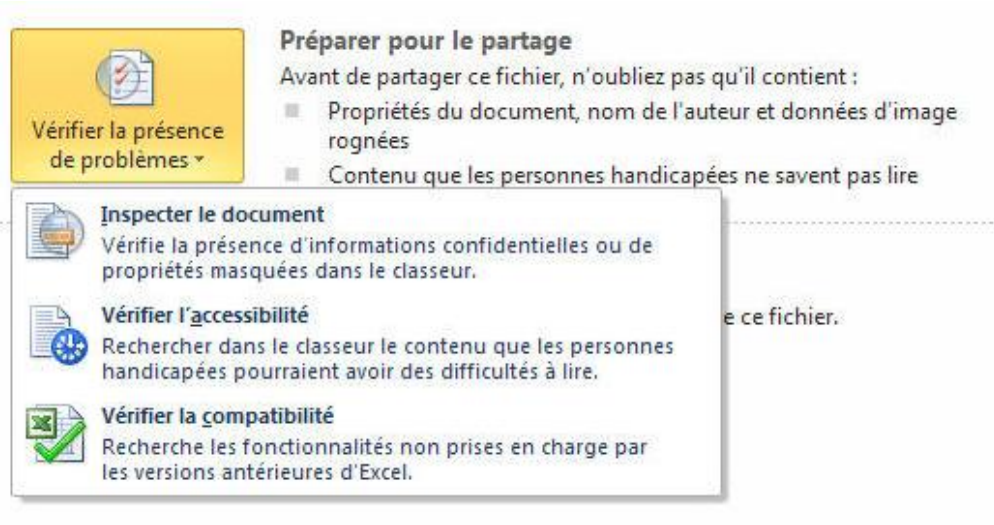 Préparer pour le partage
Avant de partager ce fichier, n'oubliez pas qu'il contient :
Propriétés du document, nom de l'auteur et données d'image
rognées
Contenu que les personnes handicapées ne savent pas lire
Vérifier la présence
de problèmes
Inspecter le document
Vérifie la présence d'informations confidentielles ou de
propriétés masquées dans le classeur.
Vérifier l'accessibilité
Rechercher dans le classeur le contenu que les personnes
handicapées pourraient avoir des difficultés à lire.
Vérifier la compatibilité
Recherche les fonctionnalités non prises en charge par
les versions antérieures d'Excel.
e ce fichier.